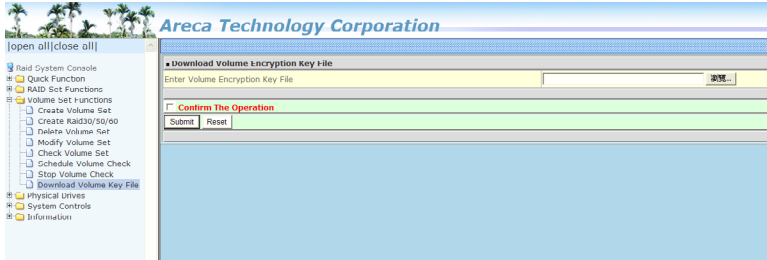 Areca Technology Corporation
|open all|close all|
Raid System Console
Quick Function
RAID Set Functions
Volume Set Functions
Create Volume Set
Create Raid30/50/60
Delete Volume Set
Modify Volume Set
Check Volume Set
Schedule Volume Check
Stop Volume Check
Download Volume Key File
Physical Drives
System Controls
Information
Download Volume Encryption Key File
Enter Volume Encryption Key File
瀏覽...
Confirm The Operation
Submit Reset